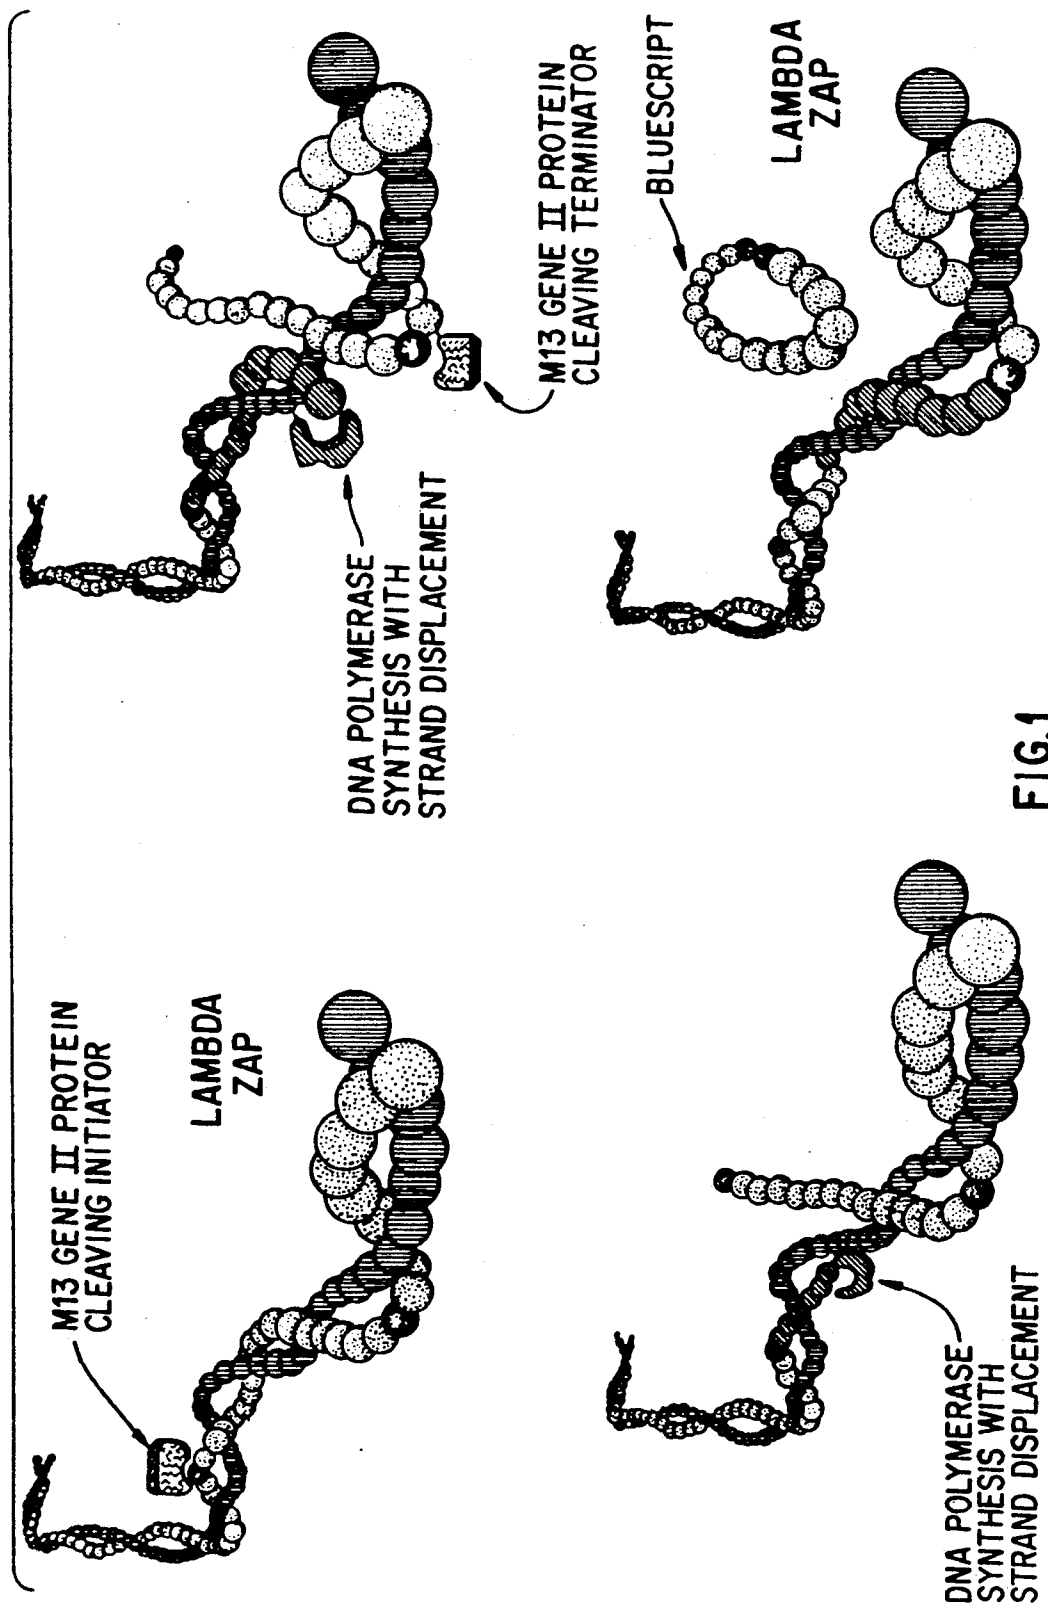 M13 GENE II PROTEIN
CLEAVING INITIATOR
LAMBDA
ZAP
DNA POLYMERASE
SYNTHESIS WITH
STRAND DISPLACEMENT
M13 GENE II PROTEIN
CLEAVING TERMINATOR
DNA POLYMERASE
SYNTHESIS WITH
STRAND DISPLACEMENT
BLUESCRIPT
LAMBDA
ZAP
FIG.1